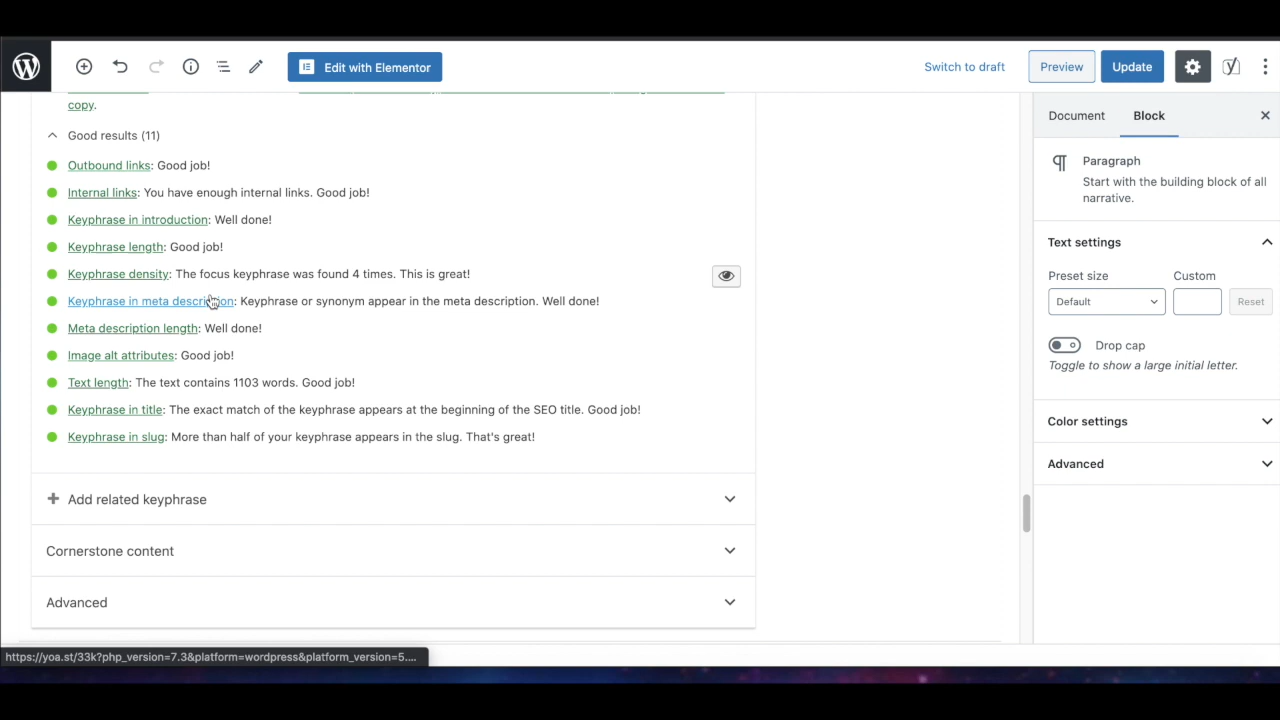 Edit with Elementor
Switch to draft
Preview
Update
copy.
Good results (11)
Outbound links: Good job!
Internal links: You have enough internal links. Good job!
Keyphrase in introduction: Well done!
Keyphrase length: Good job!
Keyphrase density: The focus keyphrase was found 4 times. This is great!
Keyphrase in meta description: Keyphrase or synonym appear in the meta description. Well done!
Meta description length: Well done!
Image alt attributes: Good job!
Text length: The text contains 1103 words. Good job!
Keyphrase in title: The exact match of the keyphrase appears at the beginning of the SEO title. Good job!
Keyphrase in slug: More than half of your keyphrase appears in the slug. That's great!
Add related keyphrase
Cornerstone content
Advanced
https://yoa.st/33k?php_version=7.3&platform=wordpress&platform_version=5....
Document
Block
Paragraph
Start with the building block of all
narrative.
Text settings
Preset size
Custom
Default
Reset
Drop cap
Toggle to show a large initial letter.
Color settings
Advanced